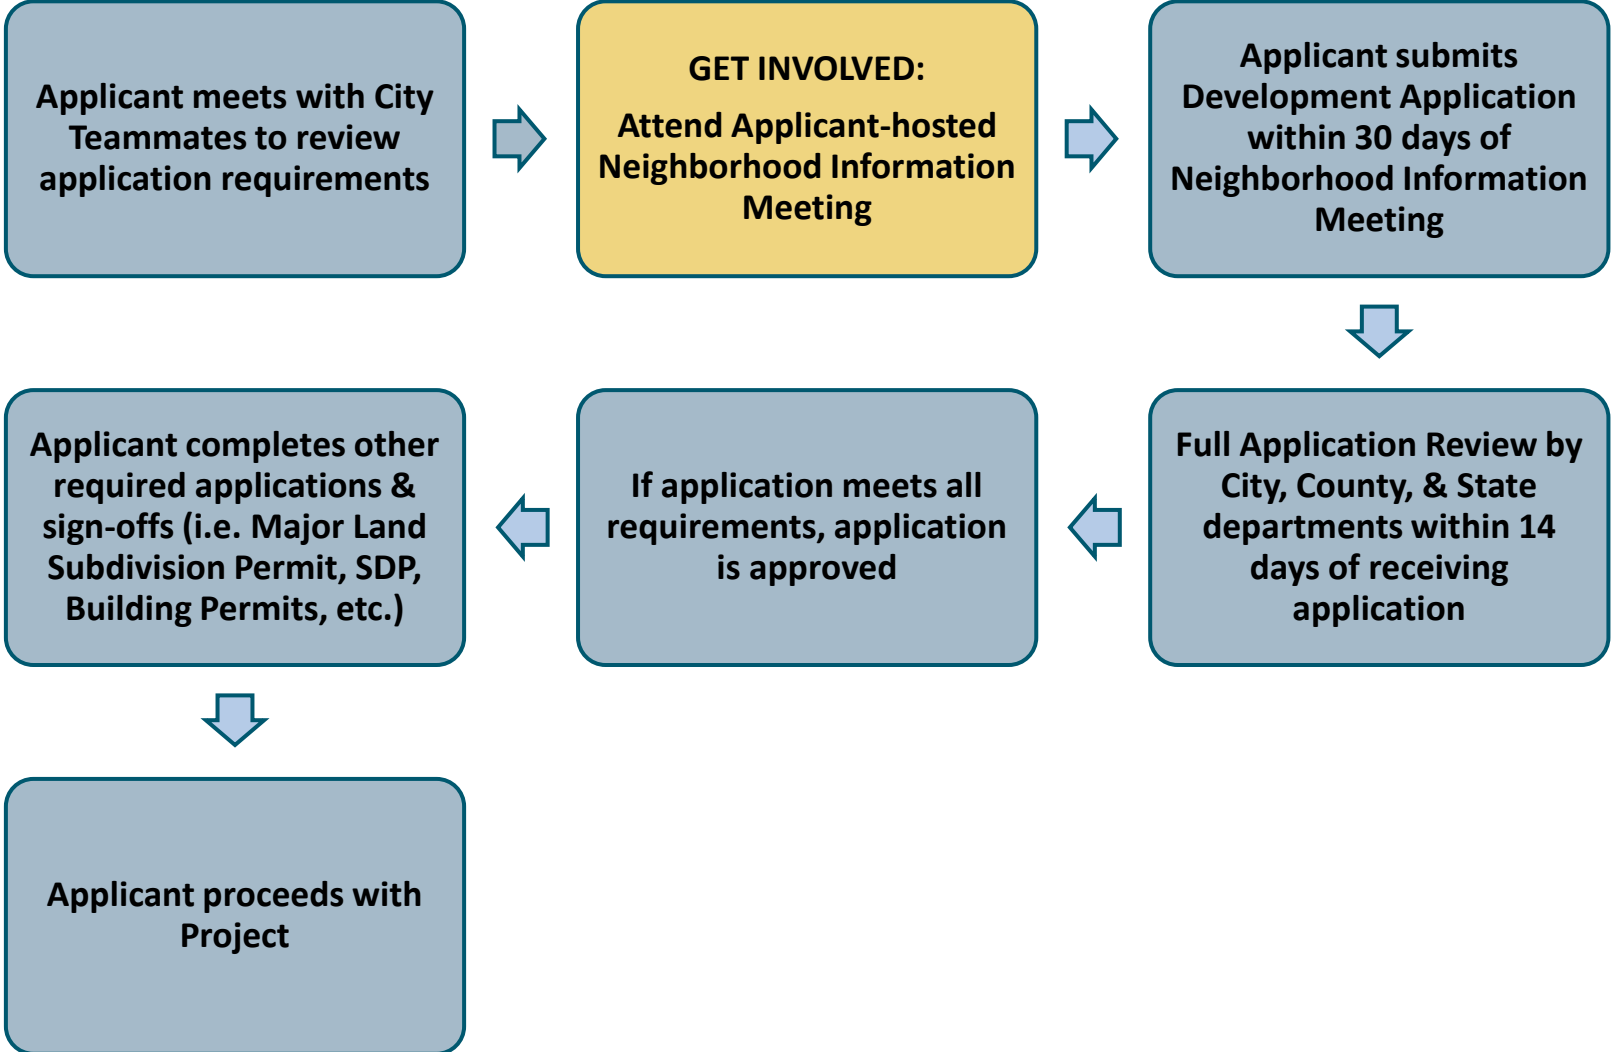 Applicant meets with City
Teammates to review
application requirements
GET INVOLVED:
Attend Applicant-hosted
Neighborhood Information
Meeting
Applicant submits
Development Application
within 30 days of
Neighborhood Information
Meeting
Full Application Review by
City, County, & State
departments within 14
days of receiving
application
If application meets all
requirements, application
is approved
Applicant completes other
required applications &
sign-offs (i.e. Major Land
Subdivision Permit, SDP,
Building Permits, etc.)
Applicant proceeds with
Project